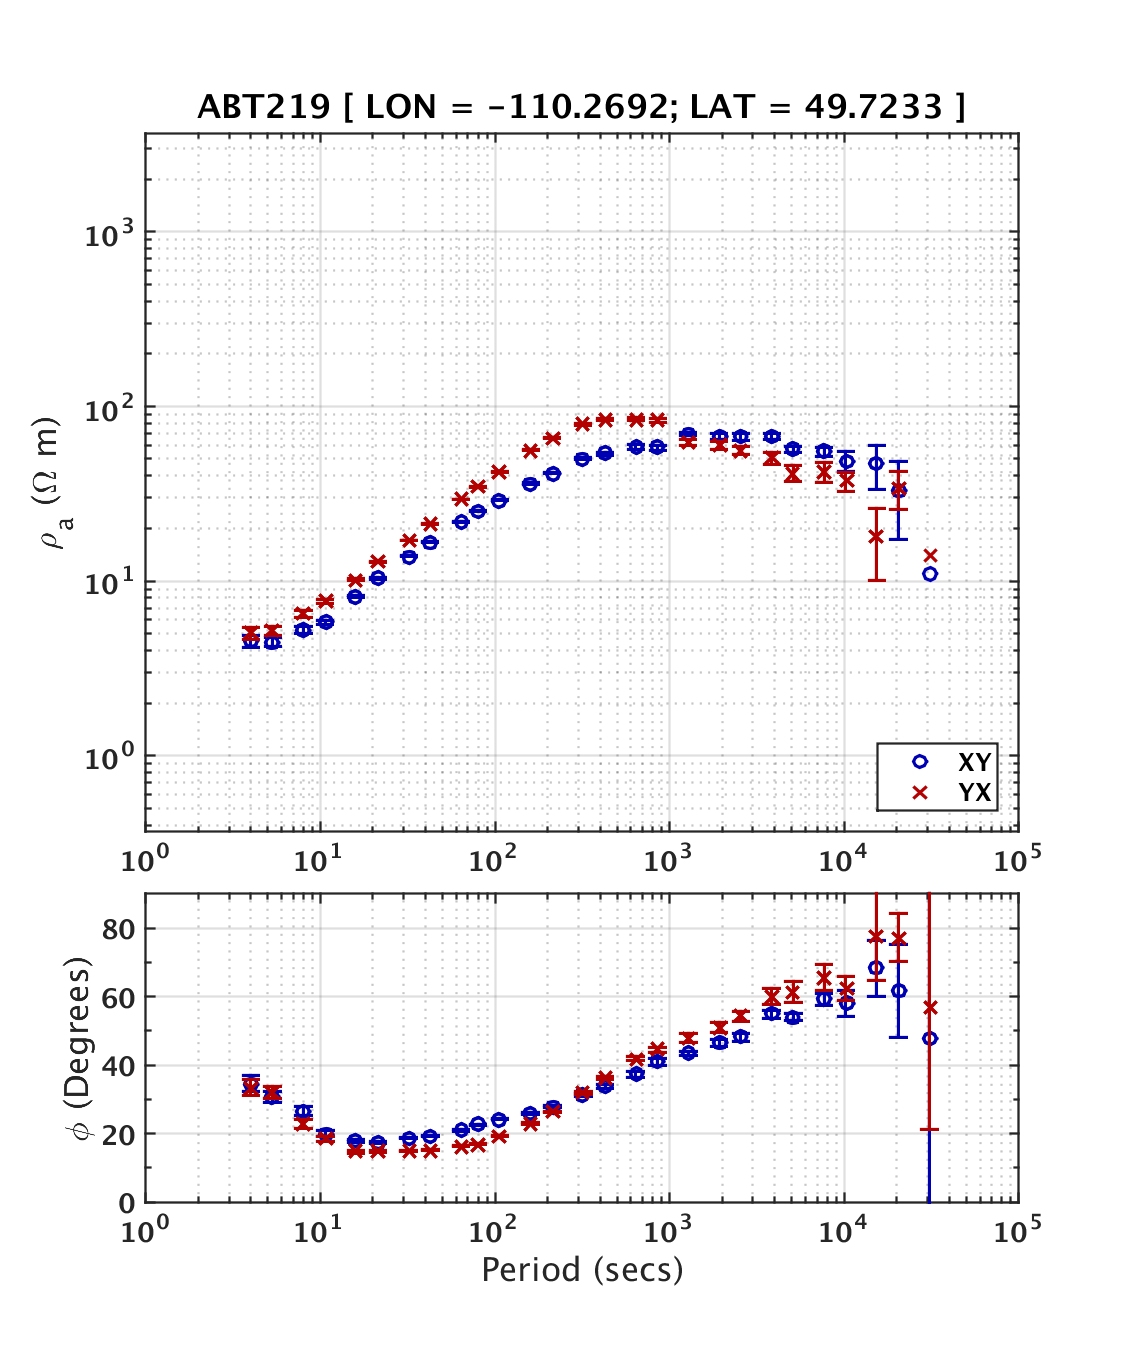 ABT219 [ LON = -110.2692; LAT = 49.7233 ]
ρa (Ω m)
10³
10²
10¹
10⁰
XY
YX
10⁰ 10¹ 10² 10³ 10⁴ 10⁵
ϕ (Degrees)
80
60
40
20
0
10⁰ 10¹ 10² 10³ 10⁴ 10⁵
Period (secs)